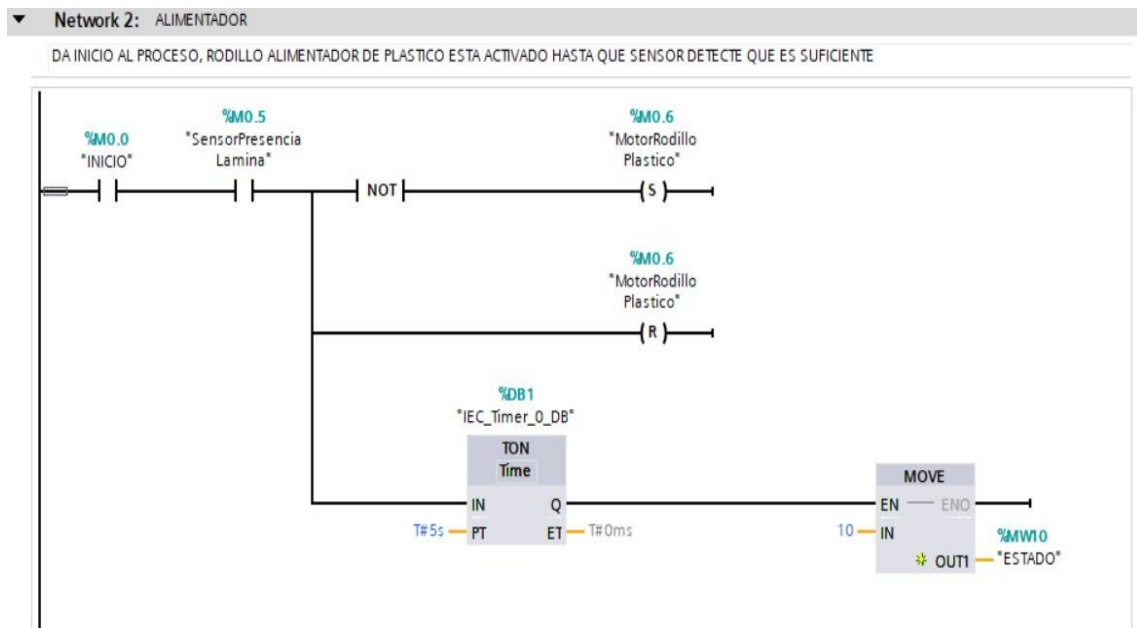 Network 2: ALIMENTADOR
DA INICIO AL PROCESO, RODILLO ALIMENTADOR DE PLASTICO ESTA ACTIVADO HASTA QUE SENSOR DETECTE QUE ES SUFICIENTE
%M0.0
"INICIO"
%M0.5
"SensorPresencia
Lamina"
NOT
%M0.6
"MotorRodillo
Plastico"
S
%M0.6
"MotorRodillo
Plastico"
R
%DB1
"IEC_Timer_0_DB"
TON
Time
IN Q
T#5s PT ET T#0ms
MOVE
EN ENO
10 IN
%MW10
OUT1 "ESTADO"